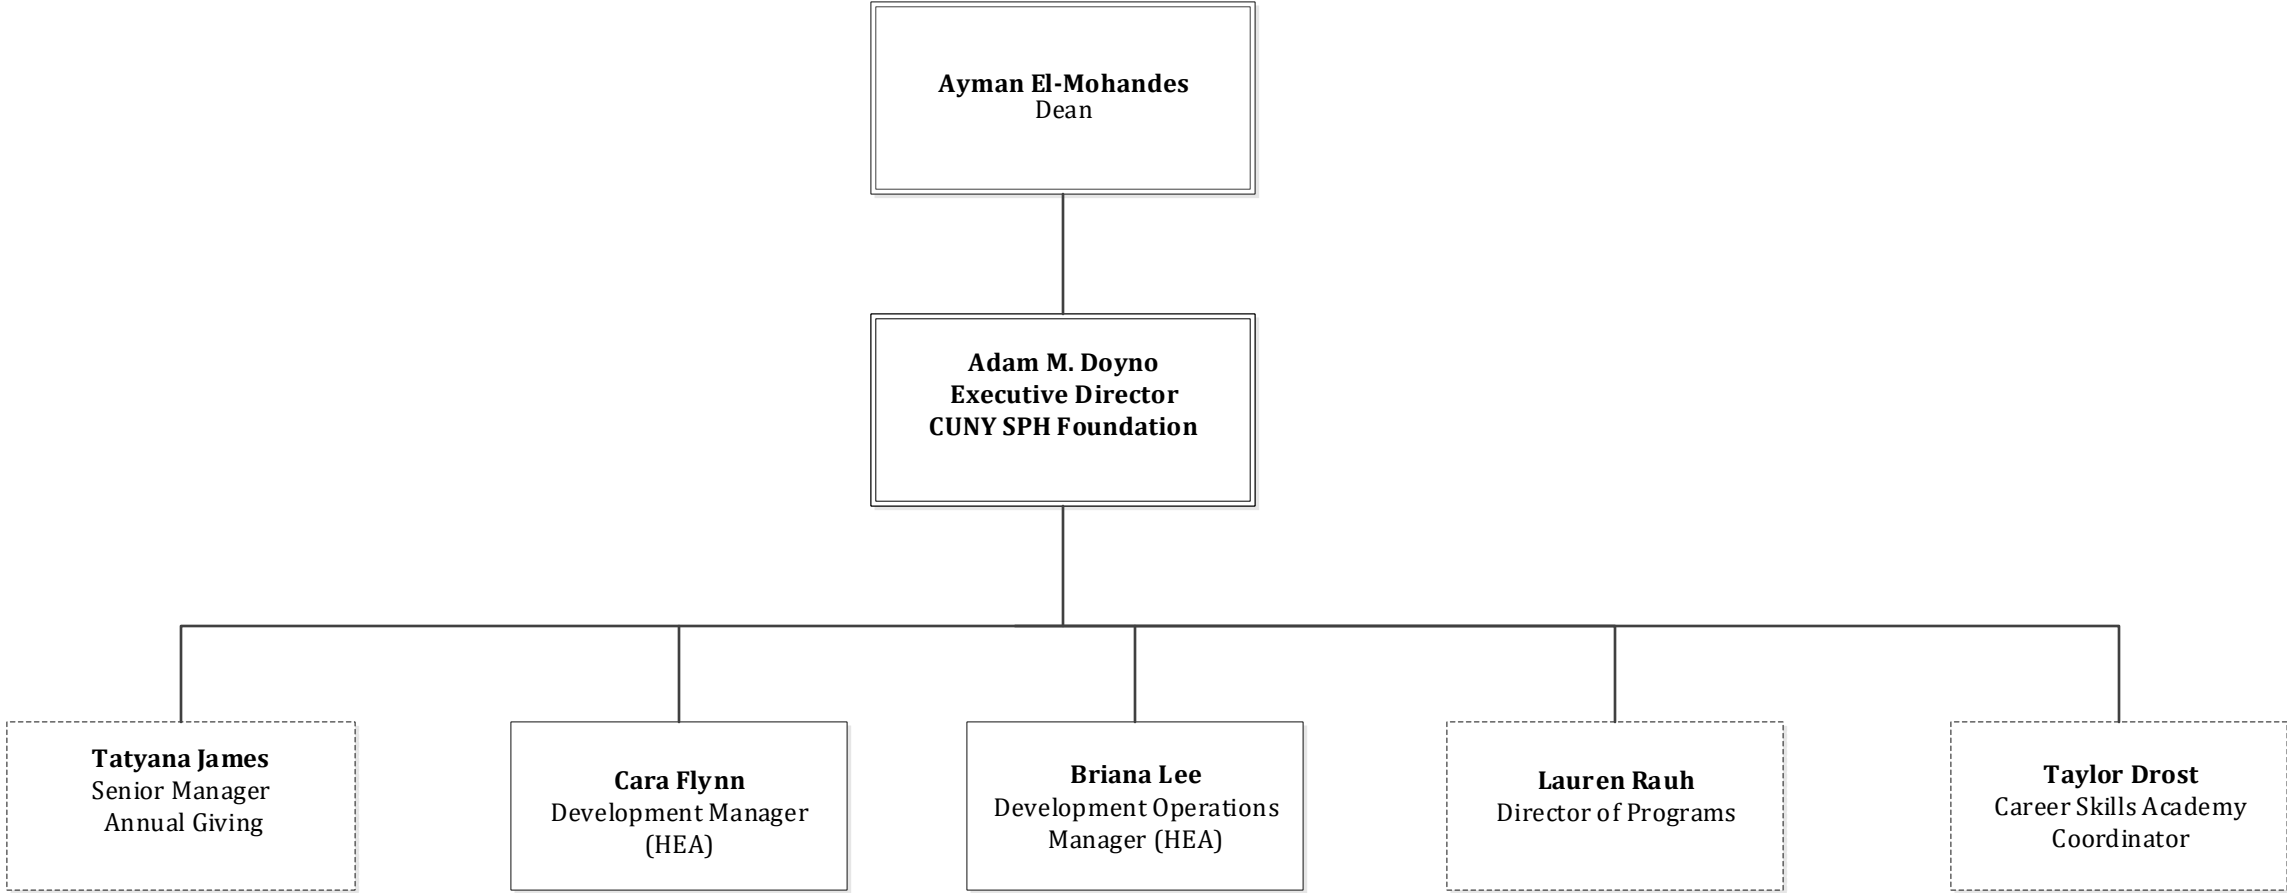 Ayman El-Mohandes
Dean
Adam M. Doyno
Executive Director
CUNY SPH Foundation
Tatyana James
Senior Manager
Annual Giving
Cara Flynn
Development Manager
(HEA)
Briana Lee
Development Operations
Manager (HEA)
Lauren Rauh
Director of Programs
Taylor Drost
Career Skills Academy
Coordinator